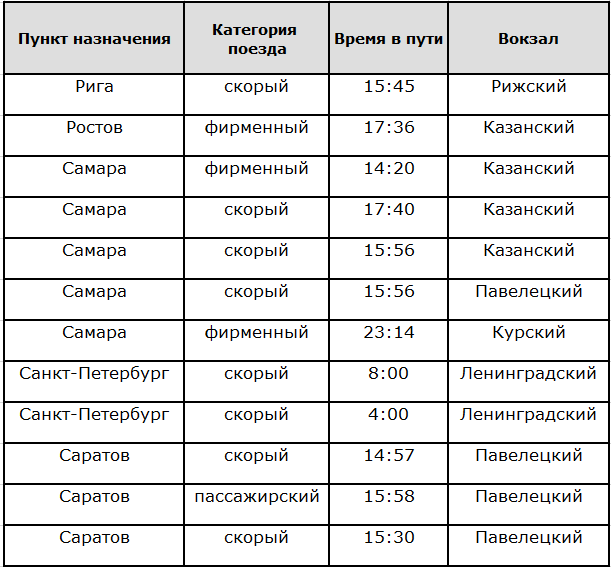 Пункт назначения Категория поезда Время в пути Вокзал
Рига скорый 15:45 Рижский
Ростов фирменный 17:36 Казанский
Самара фирменный 14:20 Казанский
Самара скорый 17:40 Казанский
Самара скорый 15:56 Казанский
Самара скорый 15:56 Павелецкий
Самара фирменный 23:14 Курский
Санкт-Петербург скорый 8:00 Ленинградский
Санкт-Петербург скорый 4:00 Ленинградский
Саратов скорый 14:57 Павелецкий
Саратов пассажирский 15:58 Павелецкий
Саратов скорый 15:30 Павелецкий